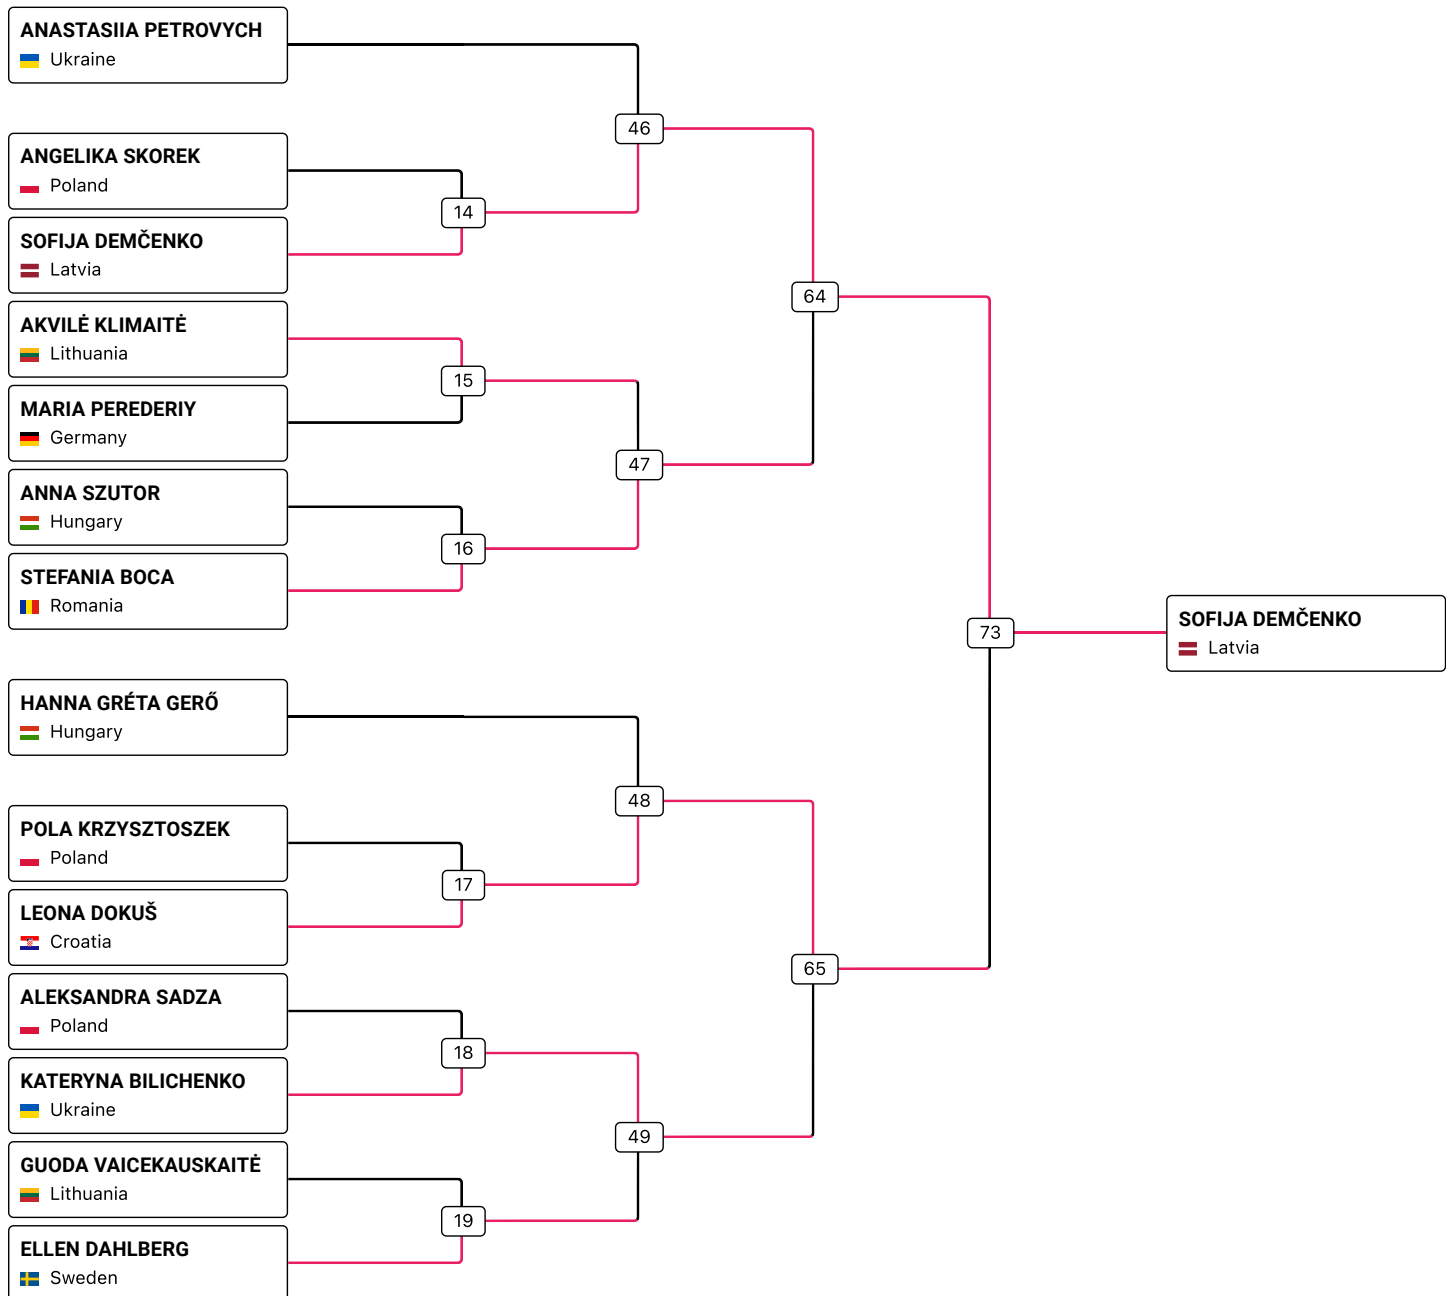 ANASTASIIA PETROVYCH
Ukraine
46
ANGELIKA SKOREK
Poland
14
SOFIJA DEMČENKO
Latvia
64
AKVILĖ KLIMAITĖ
Lithuania
15
MARIA PEREDERIY
Germany
47
ANNA SZUTOR
Hungary
16
STEFANIA BOCA
Romania
73
SOFIJA DEMČENKO
Latvia
HANNA GRÉTA GERŐ
Hungary
48
POLA KRZYSZTOSZEK
Poland
17
LEONA DOKUŠ
Croatia
65
ALEKSANDRA SADZA
Poland
18
KATERYNA BILICHENKO
Ukraine
49
GUODA VAICEKAUSKAITĖ
Lithuania
19
ELLEN DAHLBERG
Sweden